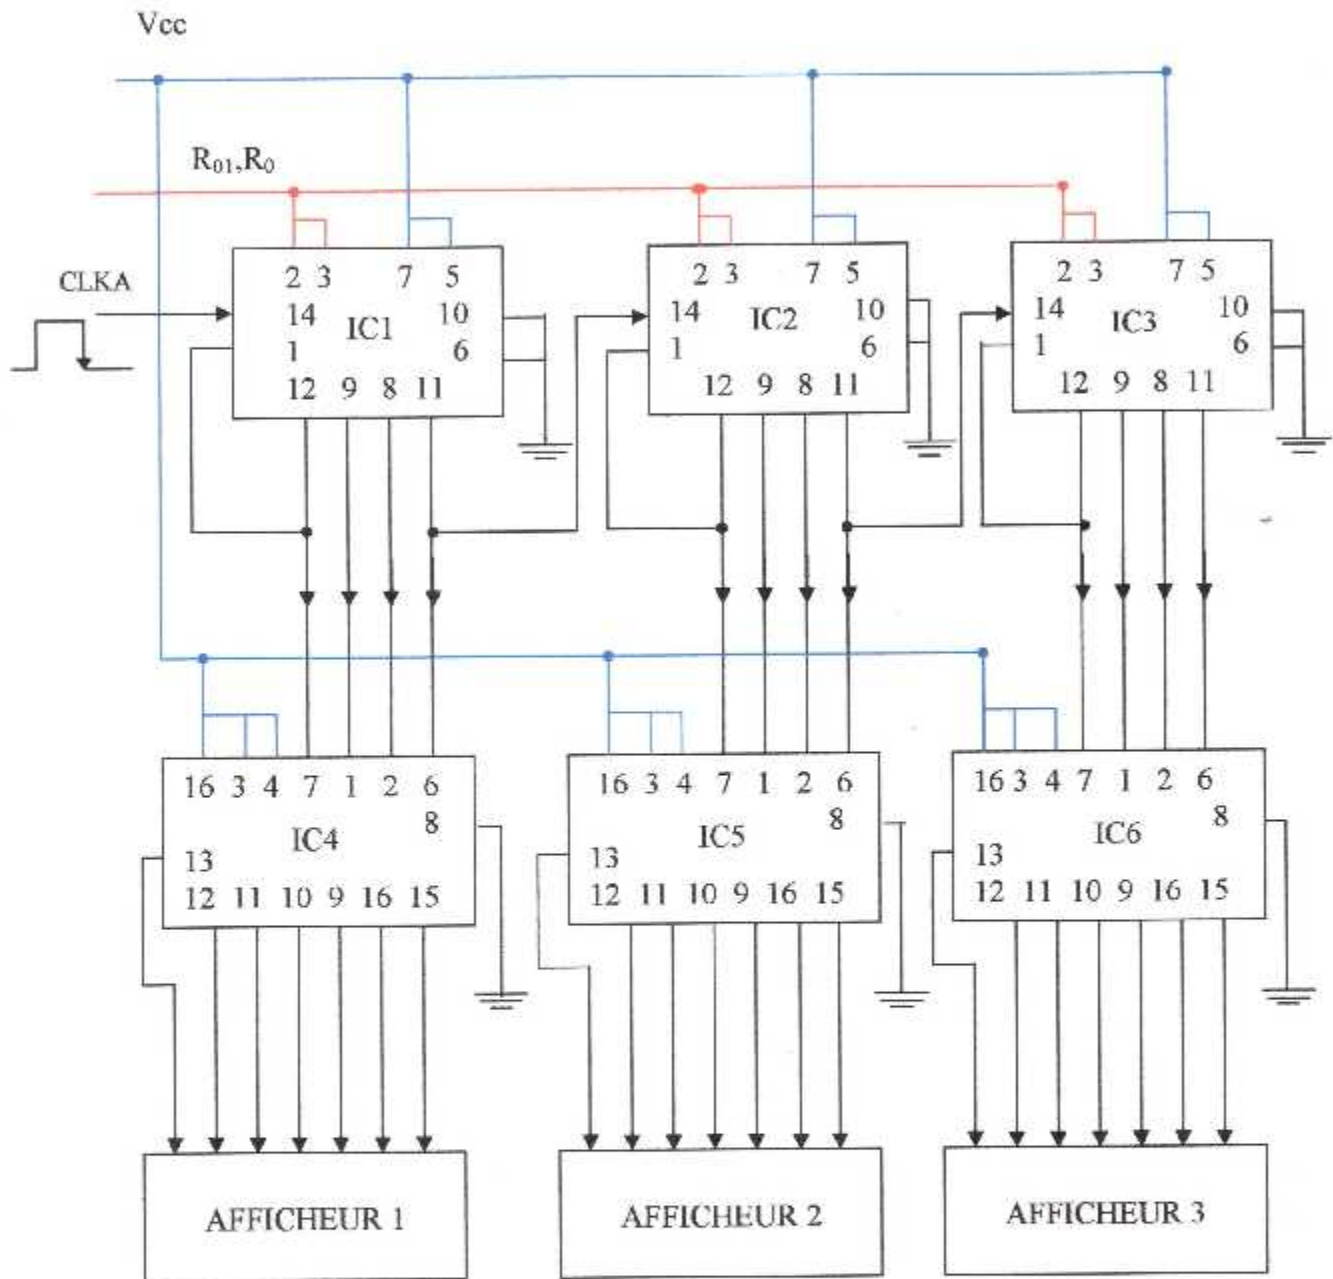 Vcc
R01,R0
CLKA
2 3 7 5
14 IC1 10
1 6
12 9 8 11
2 3 7 5
14 IC2 10
1 6
12 9 8 11
2 3 7 5
14 IC3 10
1 6
12 9 8 11
16 3 4 7 1 2 6
IC4 8
13
12 11 10 9 16 15
16 3 4 7 1 2 6
IC5 8
13
12 11 10 9 16 15
16 3 4 7 1 2 6
IC6 8
13
12 11 10 9 16 15
AFFICHEUR 1
AFFICHEUR 2
AFFICHEUR 3